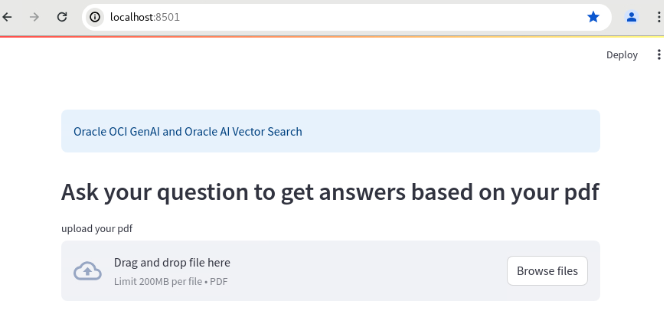 localhost:8501
Deploy
Oracle OCI GenAI and Oracle AI Vector Search
Ask your question to get answers based on your pdf
upload your pdf
Drag and drop file here
Limit 200MB per file • PDF
Browse files